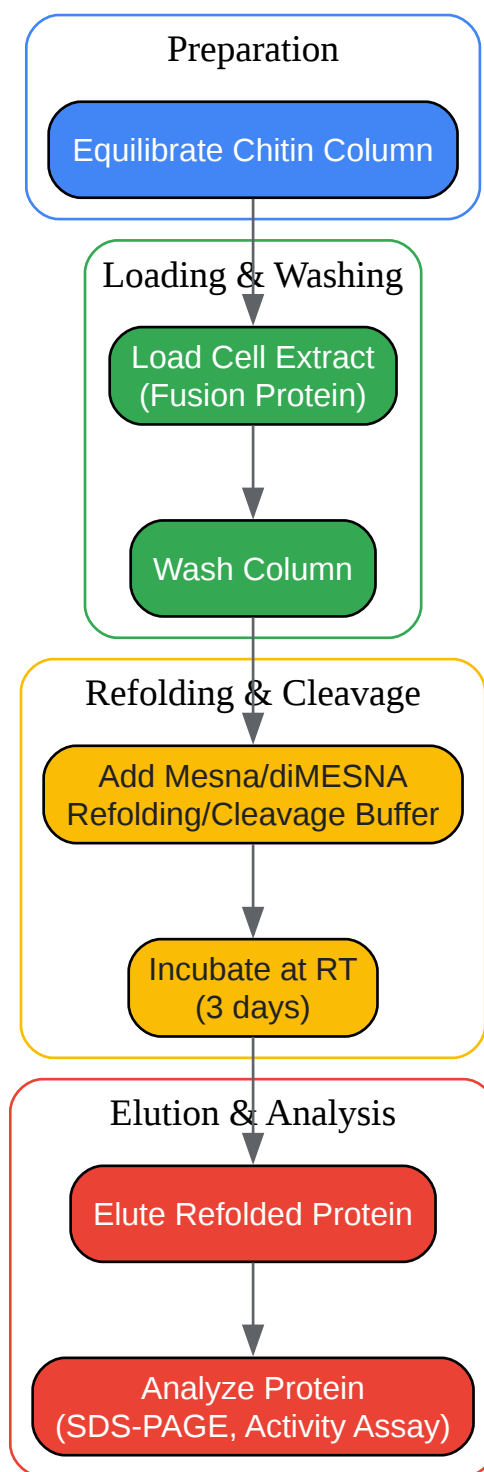 Preparation
Equilibrate Chitin Column
Loading & Washing
Load Cell Extract
(Fusion Protein)
Wash Column
Refolding & Cleavage
Add Mesna/diMESNA
Refolding/Cleavage Buffer
Incubate at RT
(3 days)
Elution & Analysis
Elute Refolded Protein
Analyze Protein
(SDS-PAGE, Activity Assay)